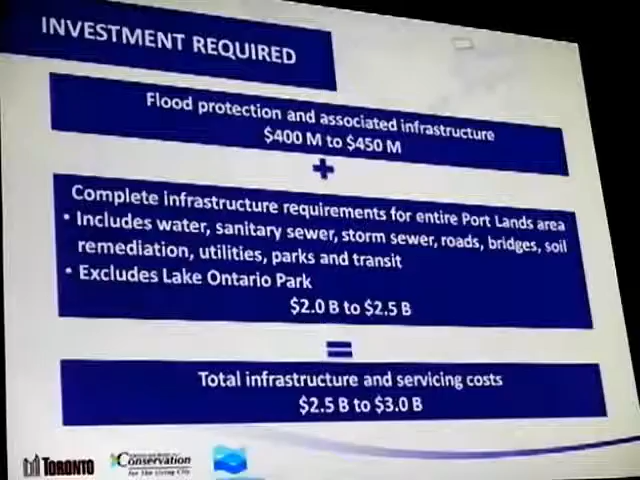 INVESTMENT REQUIRED
Flood protection and associated infrastructure
$400 M to $450 M
+
Complete infrastructure requirements for entire Port Lands area
• Includes water, sanitary sewer, storm sewer, roads, bridges, soil
remediation, utilities, parks and transit
• Excludes Lake Ontario Park
$2.0 B to $2.5 B
=
Total infrastructure and servicing costs
$2.5 B to $3.0 B
TORONTO
Conservation
for The Living City